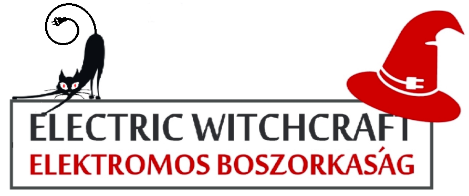 ELECTRIC WITCHCRAFT
ELEKTROMOS BOSZORKASÁG